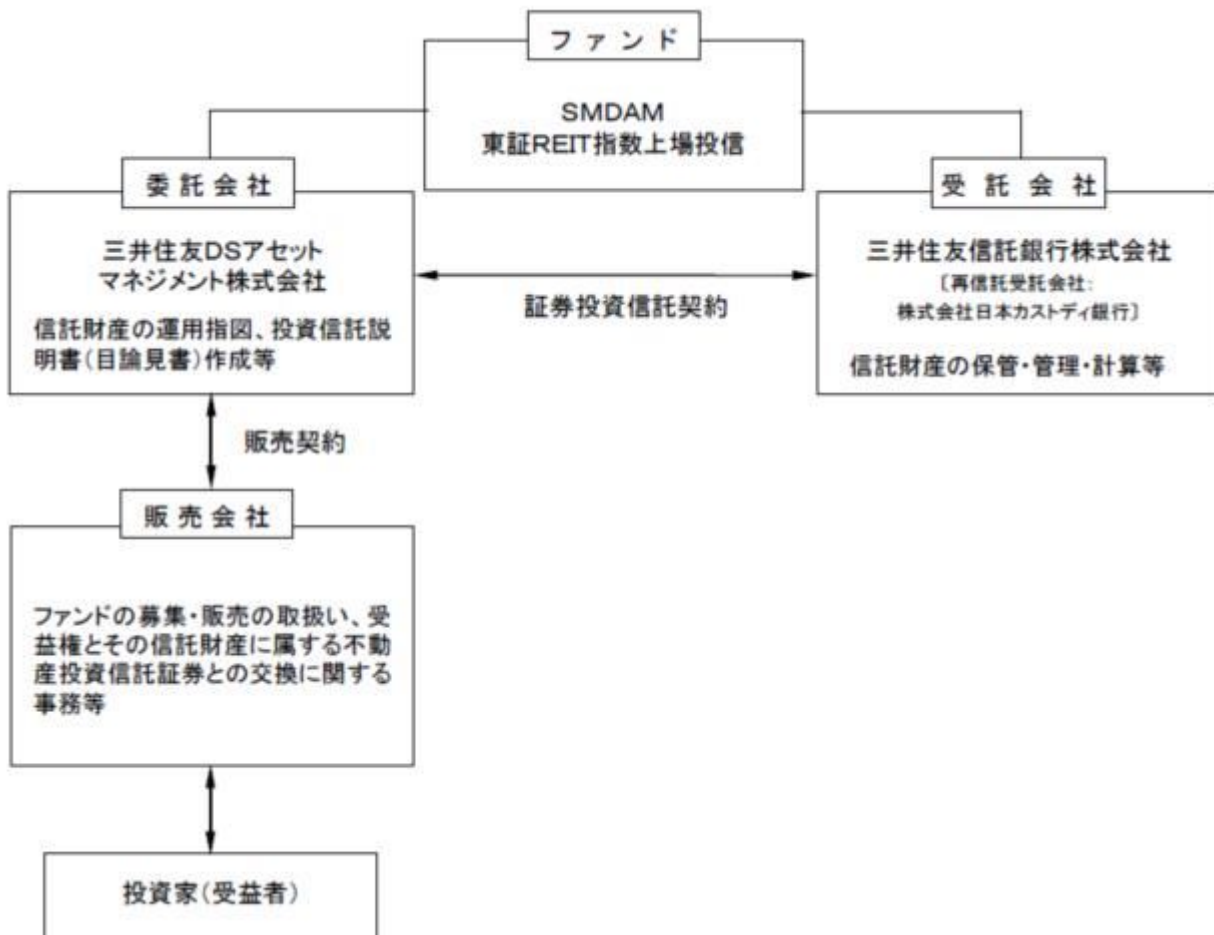 ファンド
SMDAM
東証REIT指数上場投信
委託会社
三井住友DSアセット
マネジメント株式会社
信託財産の運用指図、投資信託説
明書(目論見書)作成等
証券投資信託契約
受託会社
三井住友信託銀行株式会社
〔再信託受託会社:
株式会社日本カストディ銀行〕
信託財産の保管・管理・計算等
販売契約
販売会社
ファンドの募集・販売の取扱い、受
益権とその信託財産に属する不動
産投資信託証券との交換に関する
事務等
投資家(受益者)